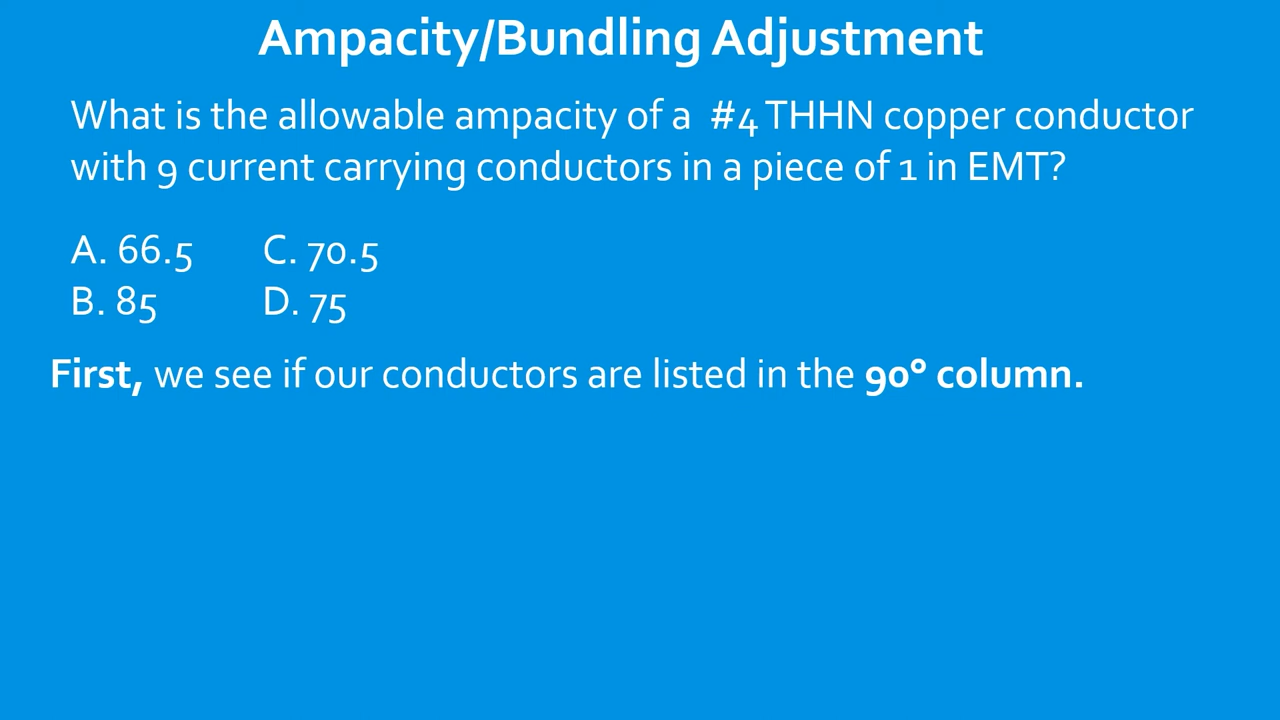 Ampacity/Bundling Adjustment
What is the allowable ampacity of a #4 THHN copper conductor
with 9 current carrying conductors in a piece of 1 in EMT?
A. 66.5 C. 70.5
B. 85 D. 75
First, we see if our conductors are listed in the 90° column.